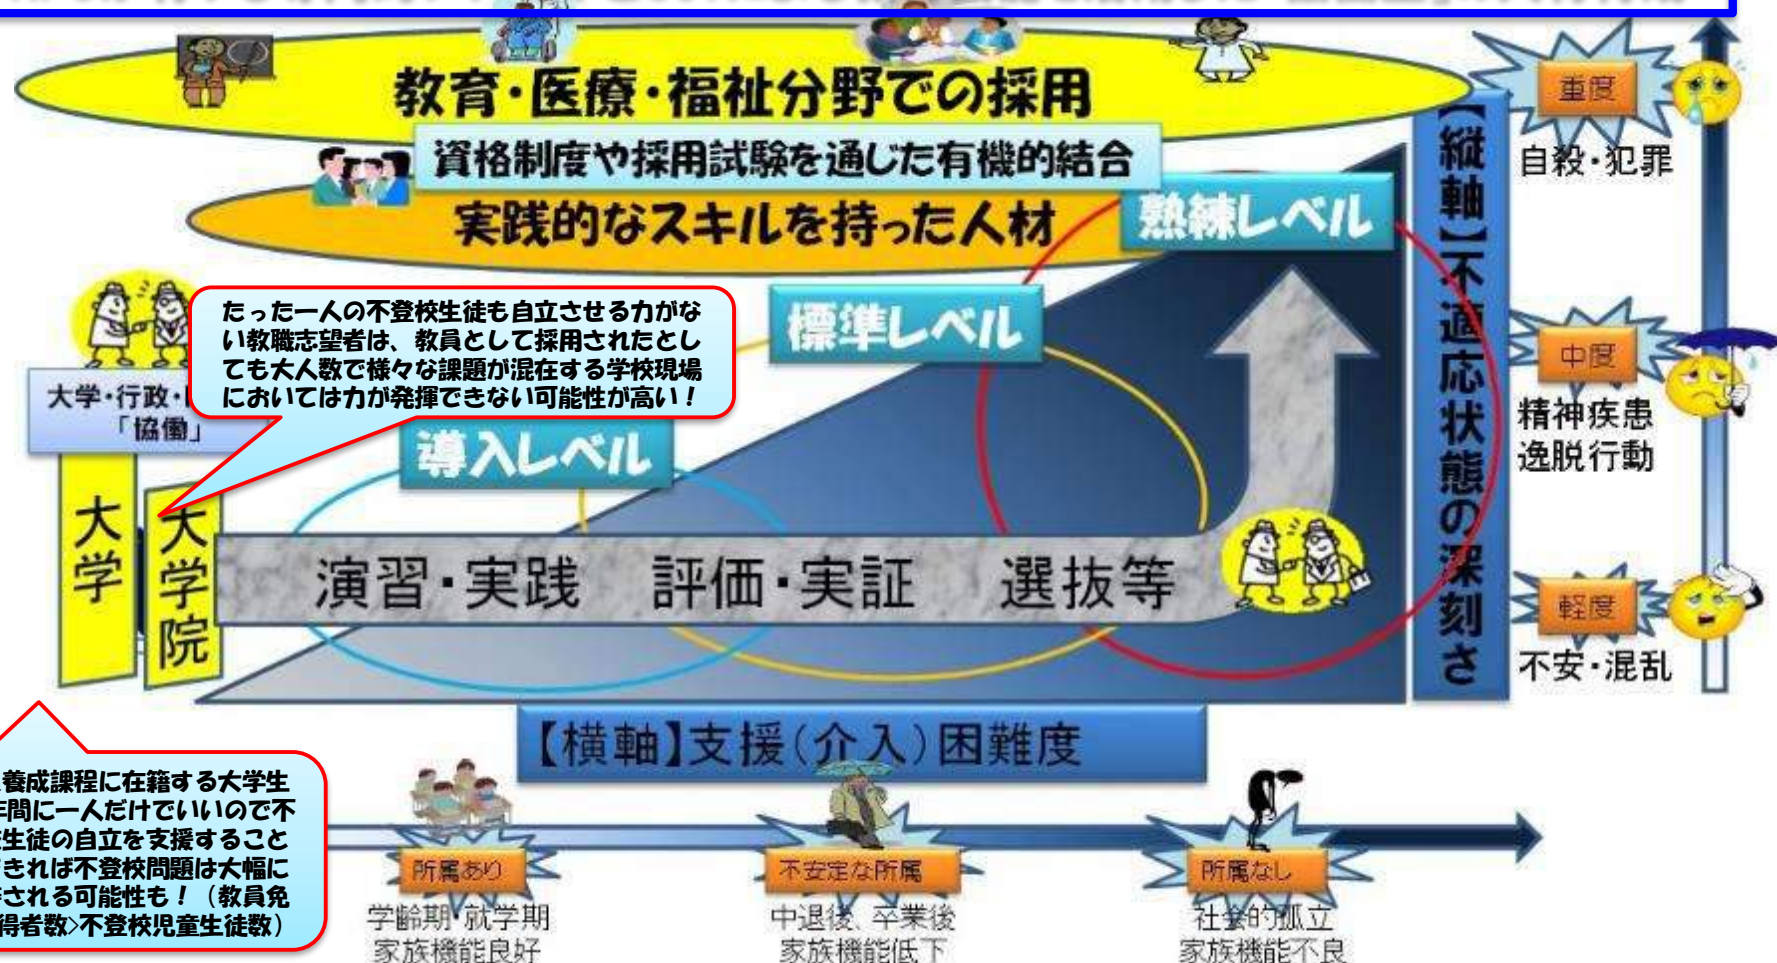 教育・医療・福祉分野での採用
資格制度や採用試験を通じた有機的結合
実践的なスキルを持った人材
熟練レベル
標準レベル
導入レベル
たった一人の不登校生徒も自立させる力がな
い教職志望者は、教員として採用されたとし
ても大人数で様々な課題が混在する学校現場
においては力が発揮できない可能性が高い！
大学・行政・
「協働」
大学
大学院
演習・実践 評価・実証 選抜等
【縦軸】不適応状態の深刻さ
重度
自殺・犯罪
中度
精神疾患
逸脱行動
軽度
不安・混乱
【横軸】支援（介入）困難度
養成課程に在籍する大学生
年間に一人だけでいいので不
生徒の自立を支援すること
きれば不登校問題は大幅に
される可能性も！（教員免
得者数>不登校児童生徒数）
所属あり
学齢期・就学期
家族機能良好
不安定な所属
中退後、卒業後
家族機能低下
所属なし
社会的孤立
家族機能不良